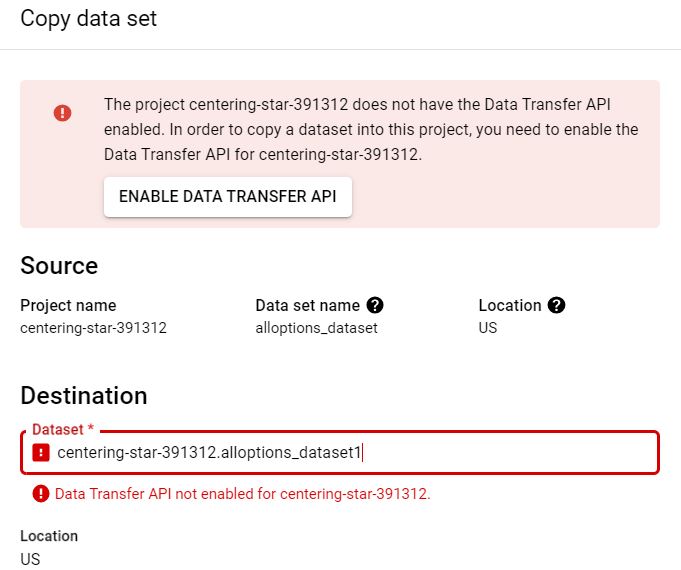 Copy data set
The project centering-star-391312 does not have the Data Transfer API
enabled. In order to copy a dataset into this project, you need to enable the
Data Transfer API for centering-star-391312.
ENABLE DATA TRANSFER API
Source
Project name Data set name Location
centering-star-391312 alloptions_dataset US
Destination
Dataset *
centering-star-391312.alloptions_dataset1
Data Transfer API not enabled for centering-star-391312.
Location
US